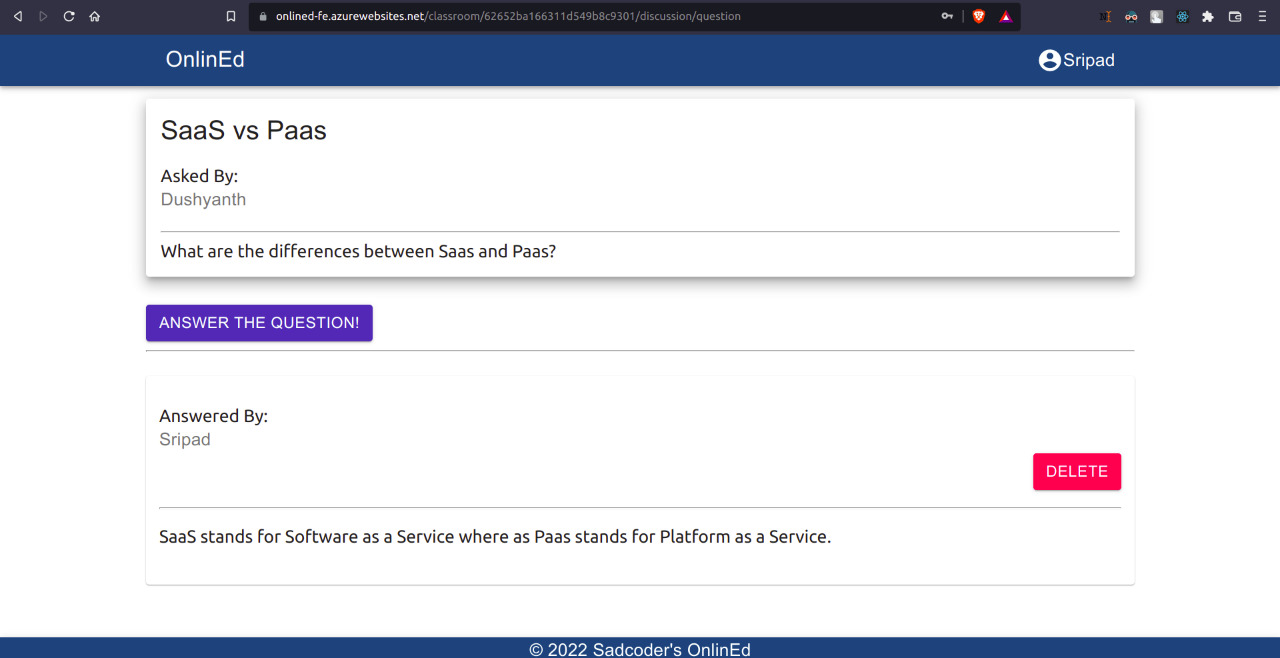 onlined-fe.azurewebsites.net/classroom/62652ba166311d549b8c9301/discussion/question
OnlinEd
Sripad
SaaS vs Paas
Asked By:
Dushyanth
What are the differences between Saas and Paas?
ANSWER THE QUESTION!
Answered By:
Sripad
DELETE
SaaS stands for Software as a Service where as Paas stands for Platform as a Service.
© 2022 Sadcoder's OnlinEd